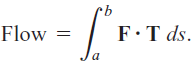 Flow = ∫_a^b F · T ds.